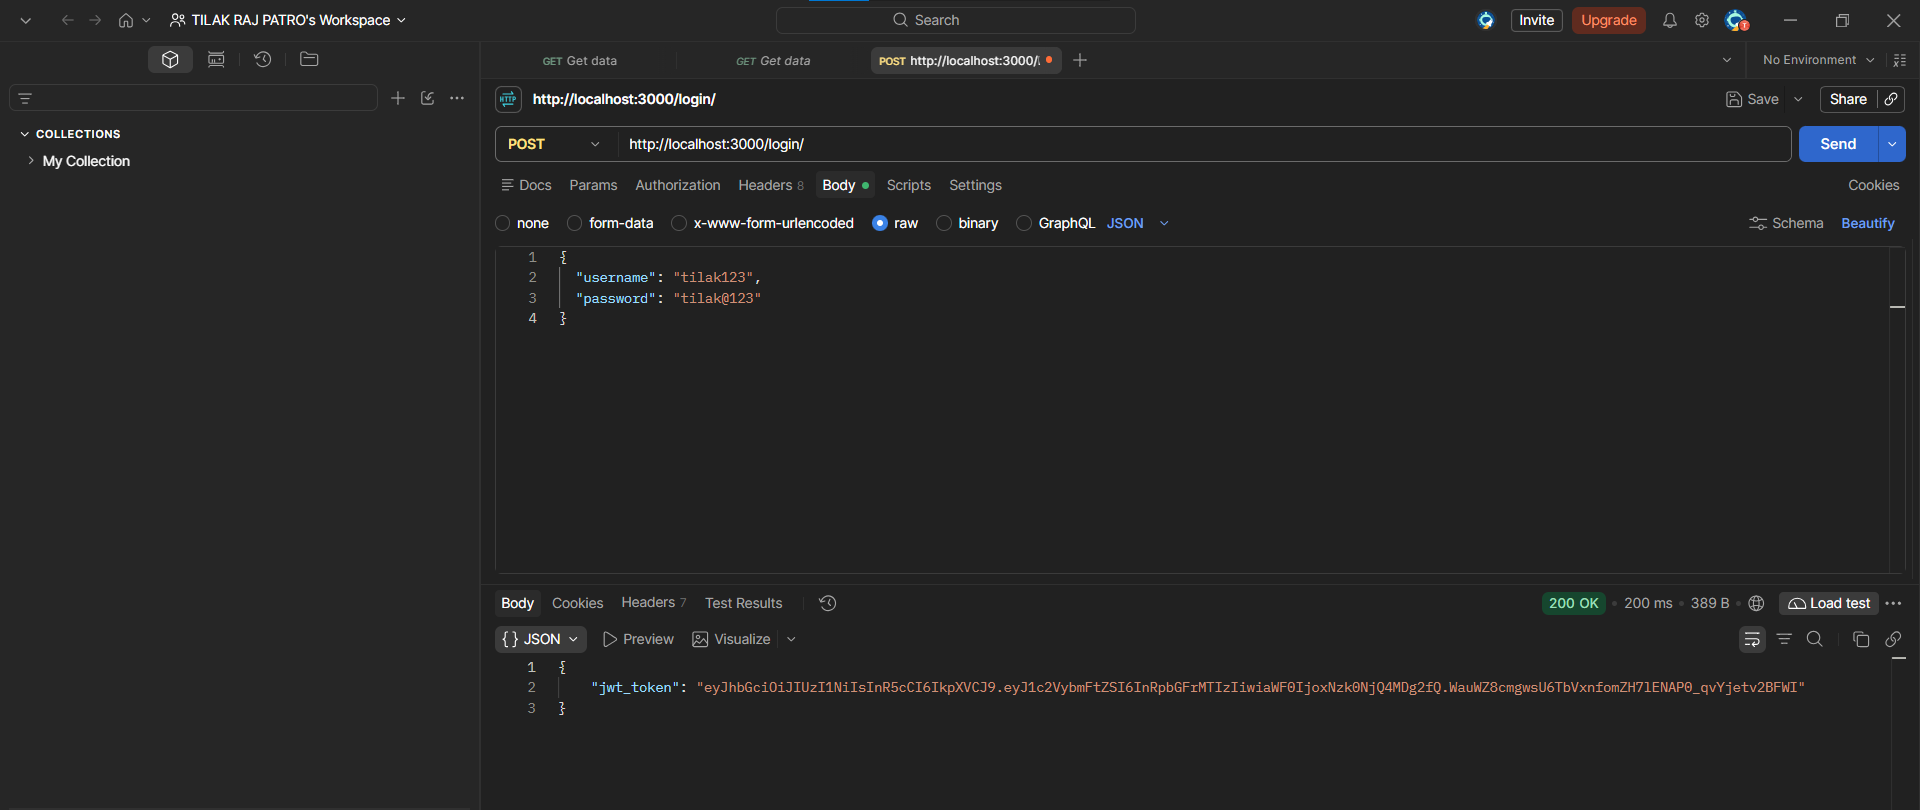 TILAK RAJ PATRO's Workspace
Search
Invite
Upgrade
GET Get data
GET Get data
POST http://localhost:3000/l
No Environment
http://localhost:3000/login/
Save
Share
COLLECTIONS
My Collection
POST
http://localhost:3000/login/
Send
Docs
Params
Authorization
Headers 8
Body
Scripts
Settings
Cookies
none
form-data
x-www-form-urlencoded
raw
binary
GraphQL
JSON
Schema
Beautify
1 {
2 "username": "tilak123",
3 "password": "tilak@123"
4 }
Body
Cookies
Headers 7
Test Results
200 OK
200 ms
389 B
Load test
{} JSON
Preview
Visualize
1 {
2 "jwt_token": "eyJhbGciOiJIUzI1NiIsInR5cCI6IkpXVCJ9.eyJ1c2VybmFtZSI6InRpbGFrMTIzIiwiaWF0IjoxNzk0NjQ4MDg2fQ.WauWZ8cmgwsU6TbVxnfomZH7lENAP0_qvYjetv2BFWI"
3 }